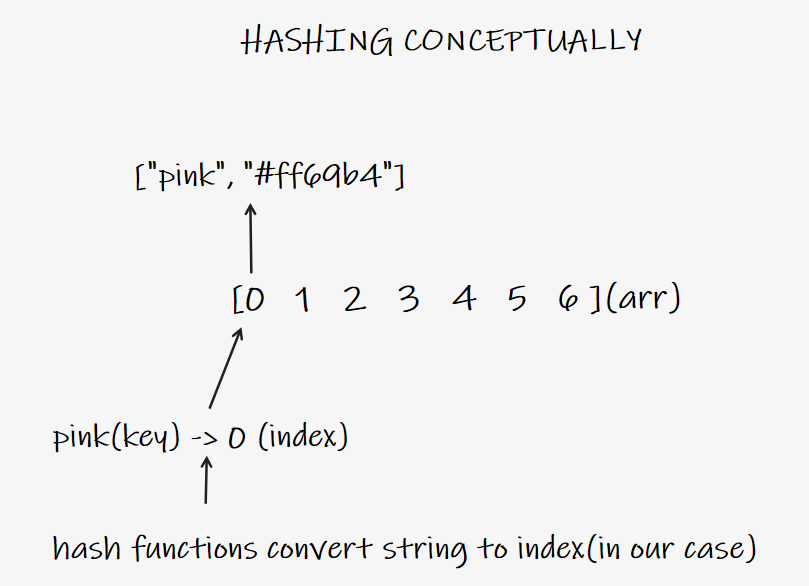 HASHING CONCEPTUALLY
["pink", "#ff69b4"]
[0 1 2 3 4 5 6 ](arr)
pink(key) -> 0 (index)
hash functions convert string to index(in our case)